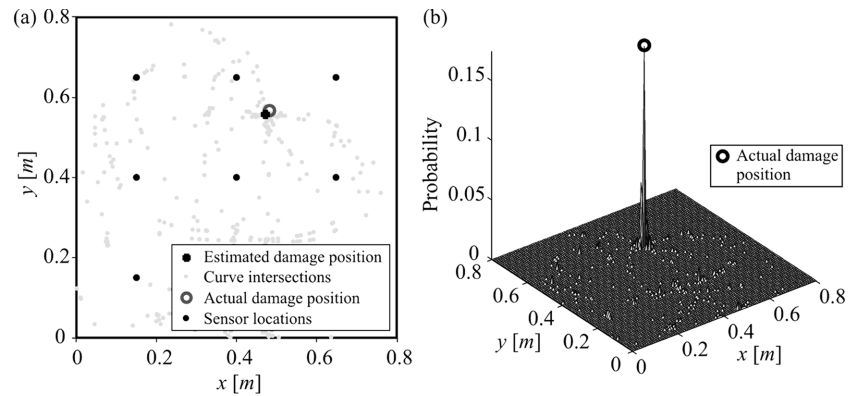 (a)
0.8
0.6
0.4
0.2
0
y [m]
0
0.2
0.4
0.6
0.8
x [m]
Estimated damage position
Curve intersections
Actual damage position
Sensor locations
(b)
0.15
0.1
0.05
0
Probability
Actual damage
position
0.8
0.6
0.4
0.2
0
y [m]
0
0.2
0.4
0.6
0.8
x [m]